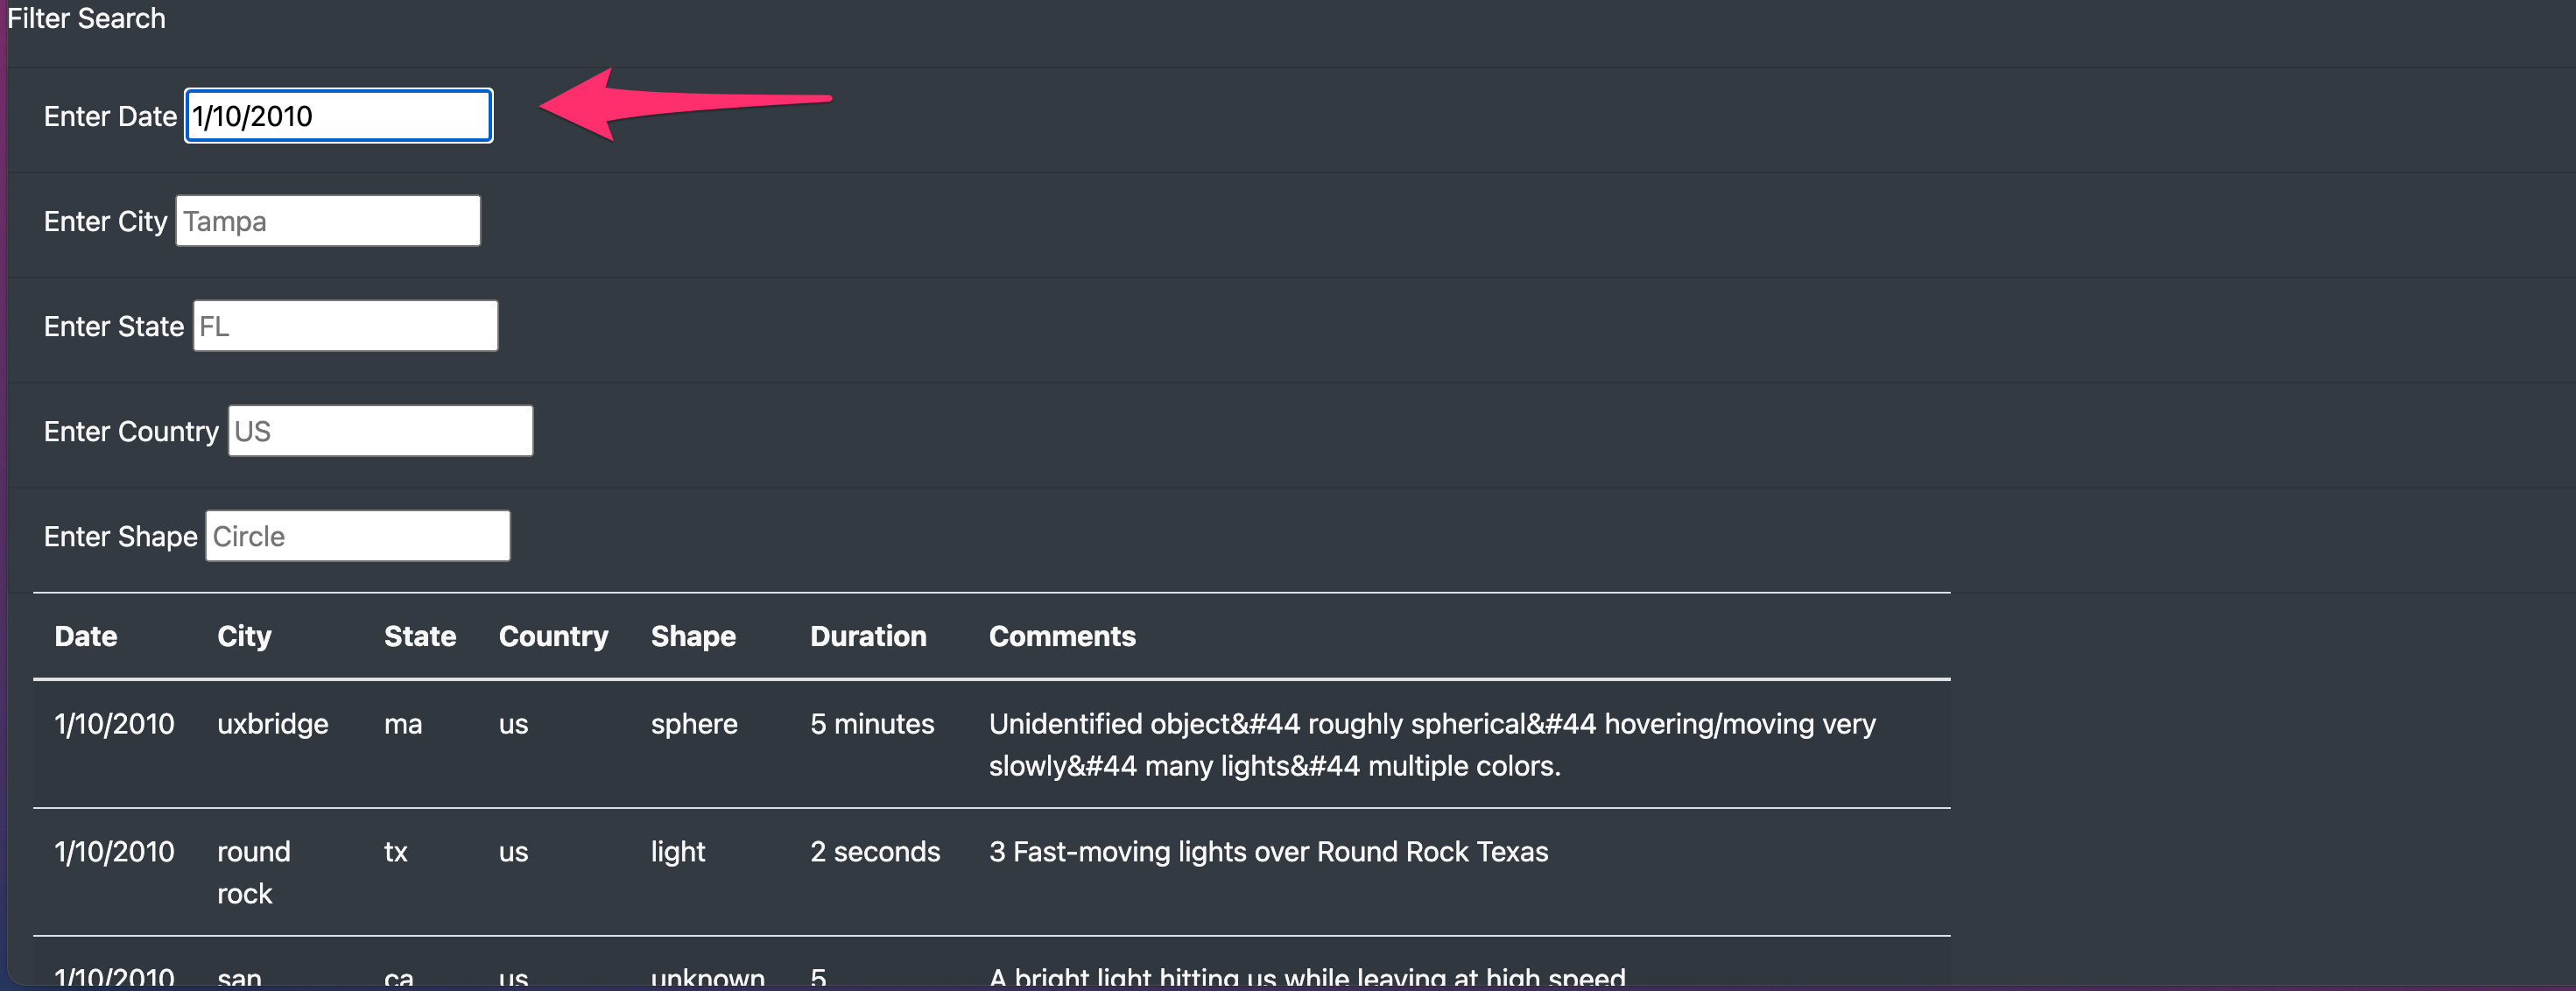 Filter Search
Enter Date 1/10/2010
Enter City Tampa
Enter State FL
Enter Country US
Enter Shape Circle
Date City State Country Shape Duration Comments
1/10/2010 uxbridge ma us sphere 5 minutes Unidentified object&#44 roughly spherical&#44 hovering/moving very
slowly&#44 many lights&#44 multiple colors.
1/10/2010 round tx us light 2 seconds 3 Fast-moving lights over Round Rock Texas
rock
1/10/2010 san ca us unknown 5 A bright light hitting us while leaving at high speed